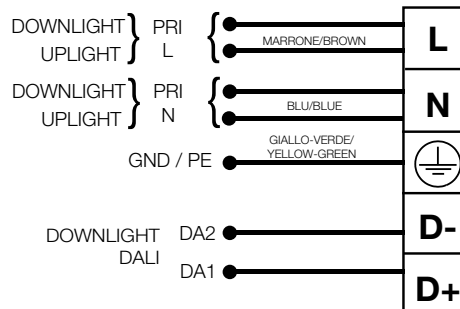 DOWNLIGHT } PRI { MARRONE/BROWN L
UPLIGHT L
DOWNLIGHT } PRI { BLU/BLUE N
UPLIGHT N
GIALLO-VERDE/
YELLOW-GREEN
GND / PE
DOWNLIGHT DA2 D-
DALI
DA1 D+